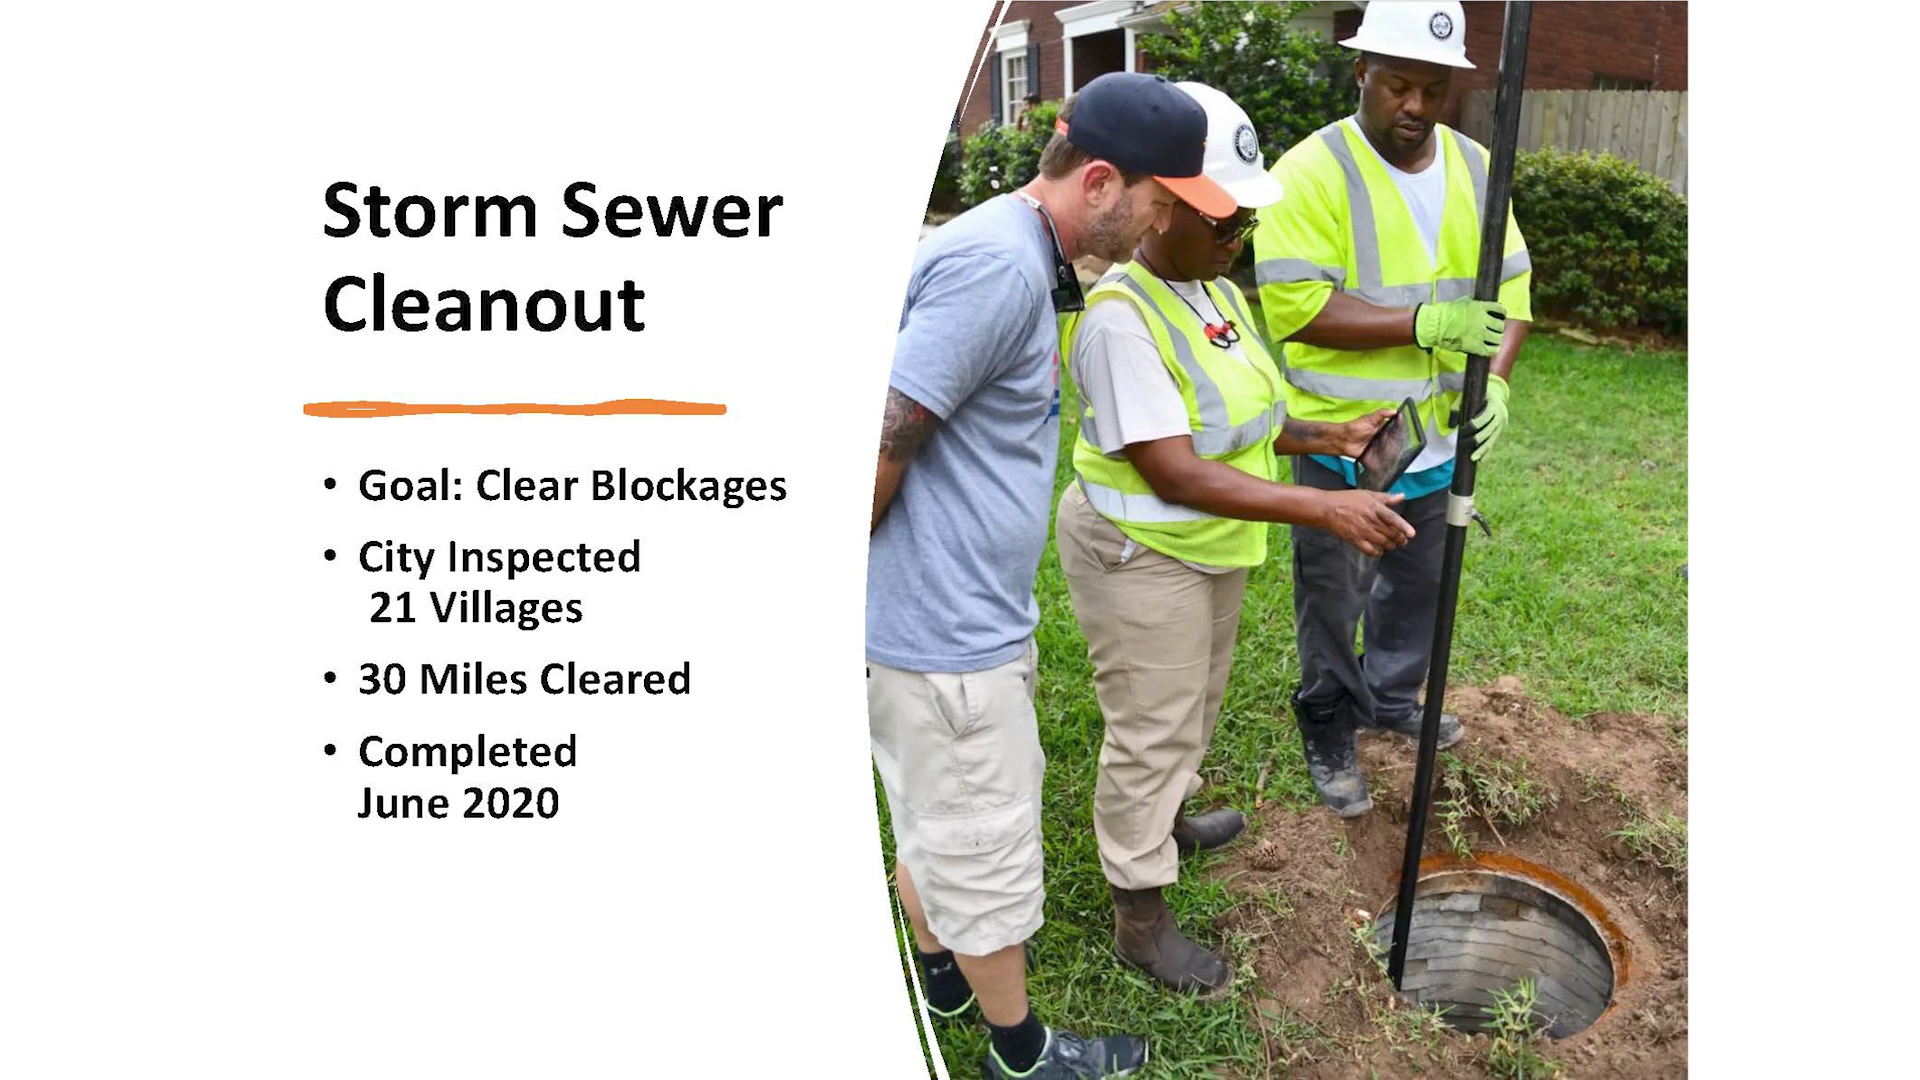 Storm Sewer
Cleanout
• Goal: Clear Blockages
• City Inspected
21 Villages
• 30 Miles Cleared
• Completed
June 2020